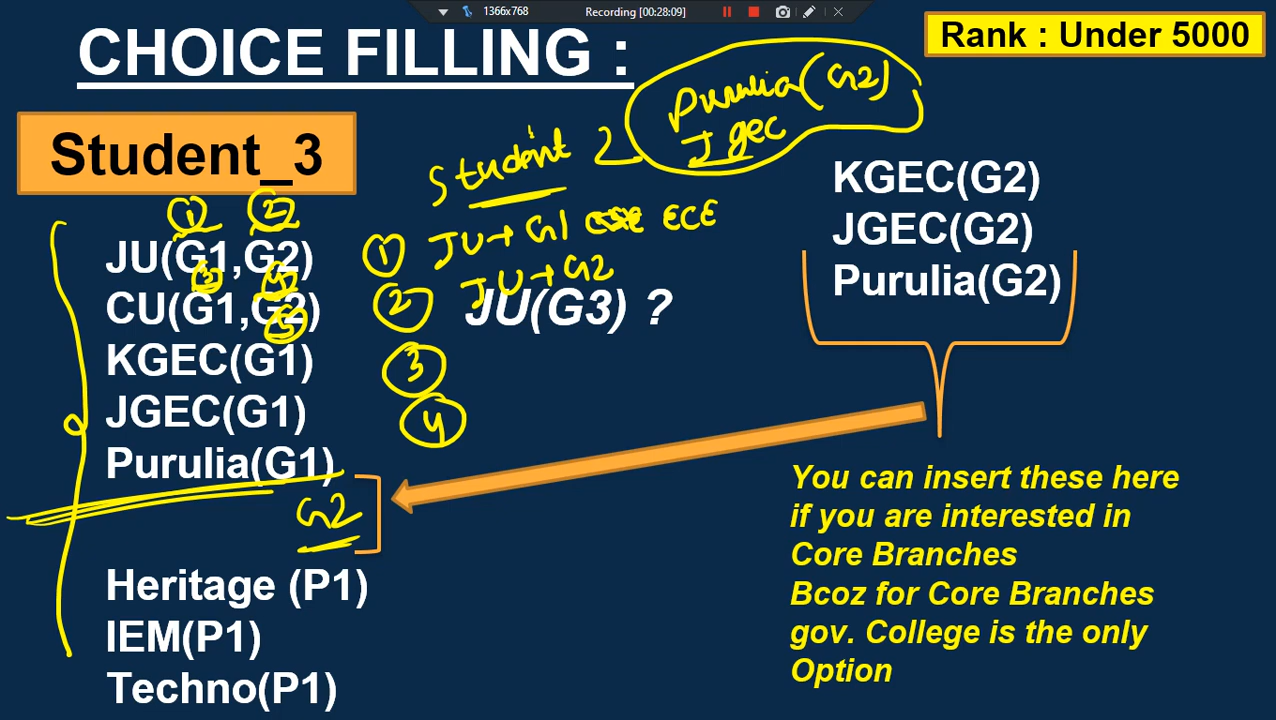 1366x768
Recording [00:28:09]
CHOICE FILLING :
Rank : Under 5000
Purulia (G2)
Jgec
Student_3
Student 2
KGEC(G2)
JGEC(G2)
Purulia(G2)
1 2
JU(G1,G2)
1 JU → G1 ECE
JU → G2
4
CU(G1,G2)
2 JU(G3) ?
5
KGEC(G1)
3
JGEC(G1)
4
Purulia(G1)
G2
You can insert these here
if you are interested in
Core Branches
Bcoz for Core Branches
gov. College is the only
Option
Heritage (P1)
IEM(P1)
Techno(P1)